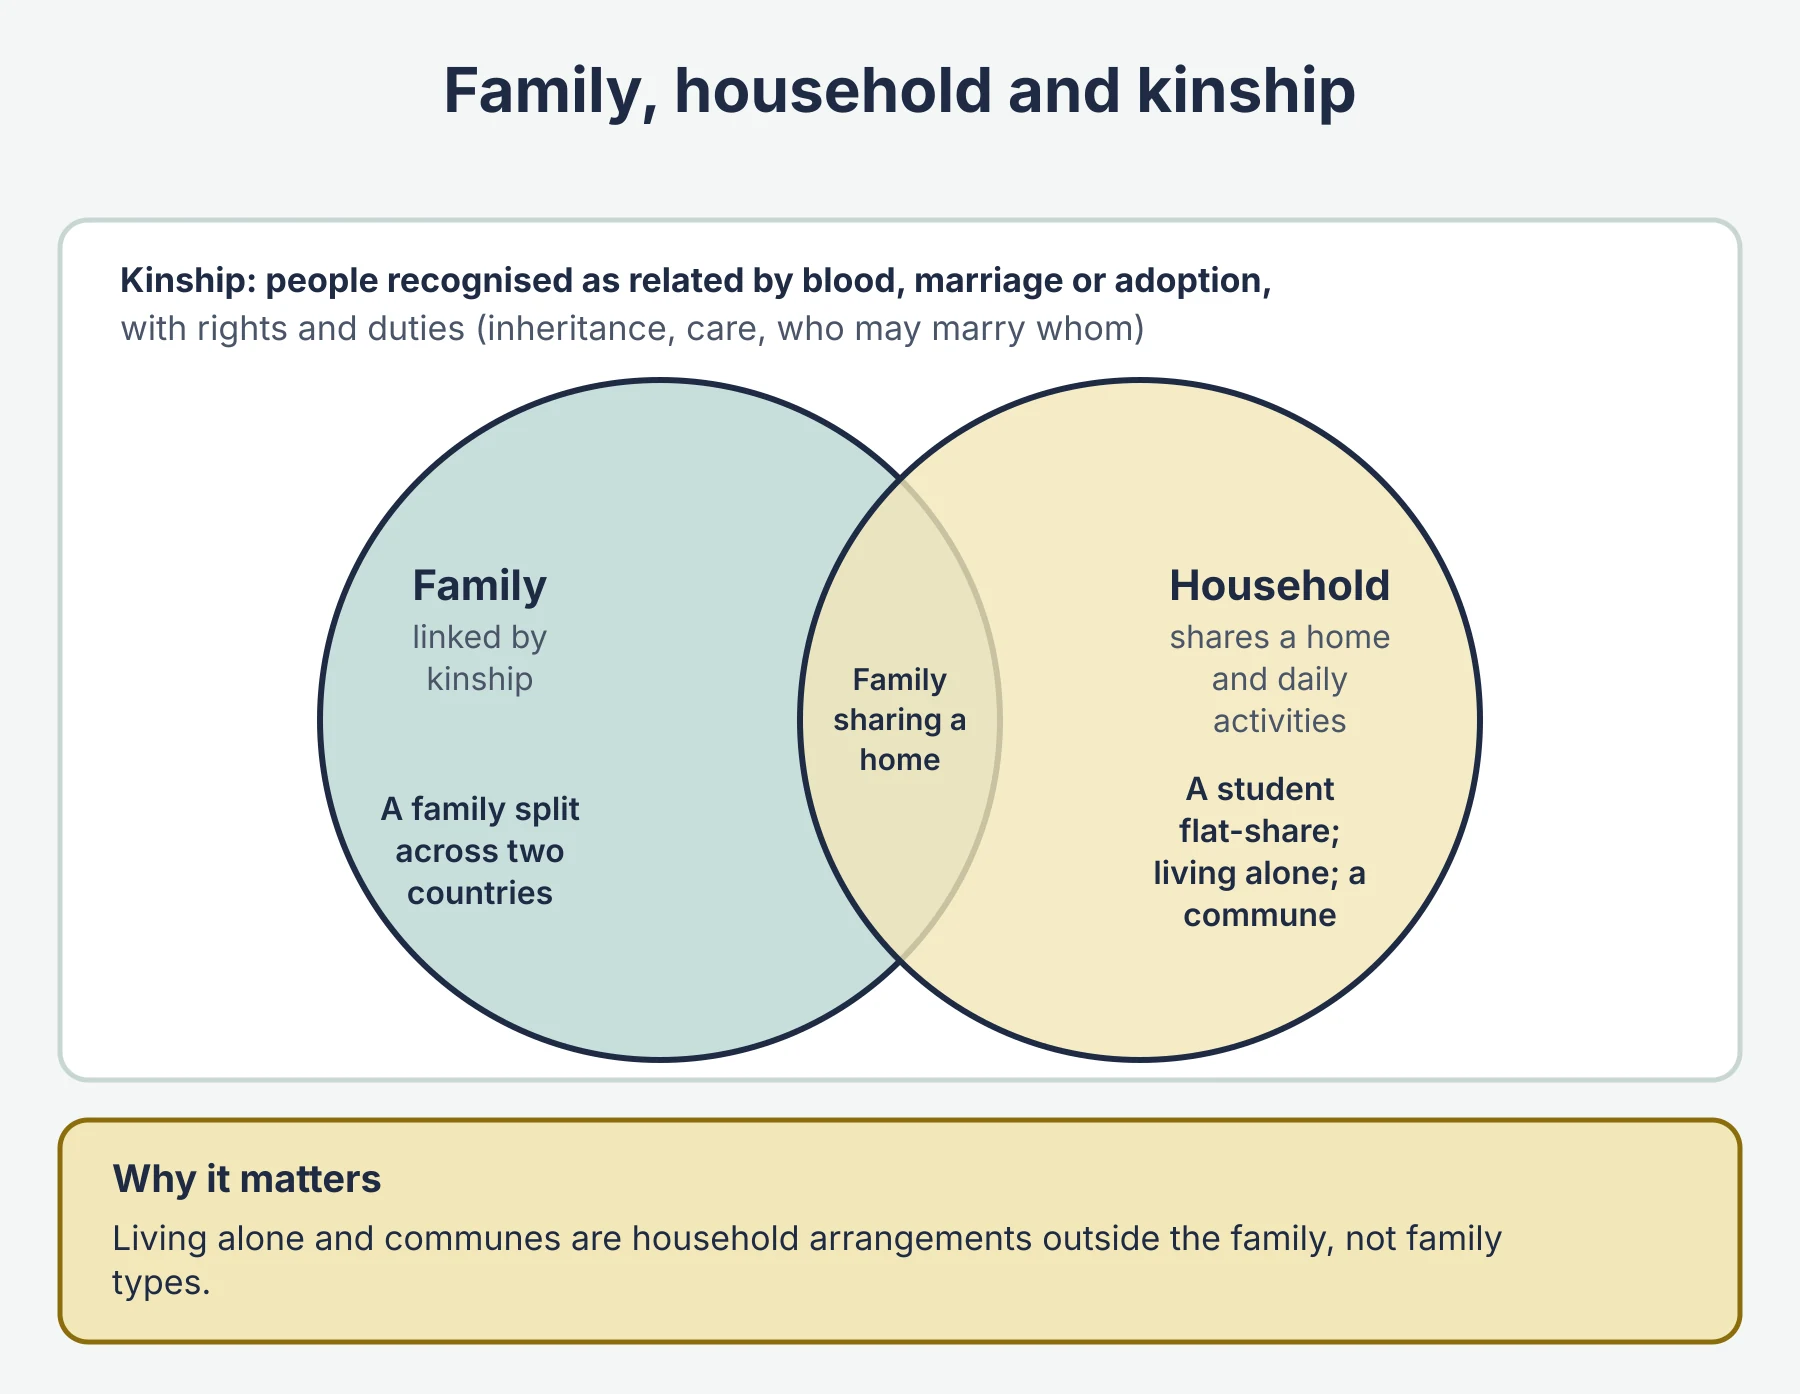 Family, household and kinship
Kinship: people recognised as related by blood, marriage or adoption,
with rights and duties (inheritance, care, who may marry whom)
Family
linked by
kinship
A family split
across two
countries
Family
sharing a
home
Household
shares a home
and daily
activities
A student
flat-share;
living alone; a
commune
Why it matters
Living alone and communes are household arrangements outside the family, not family
types.